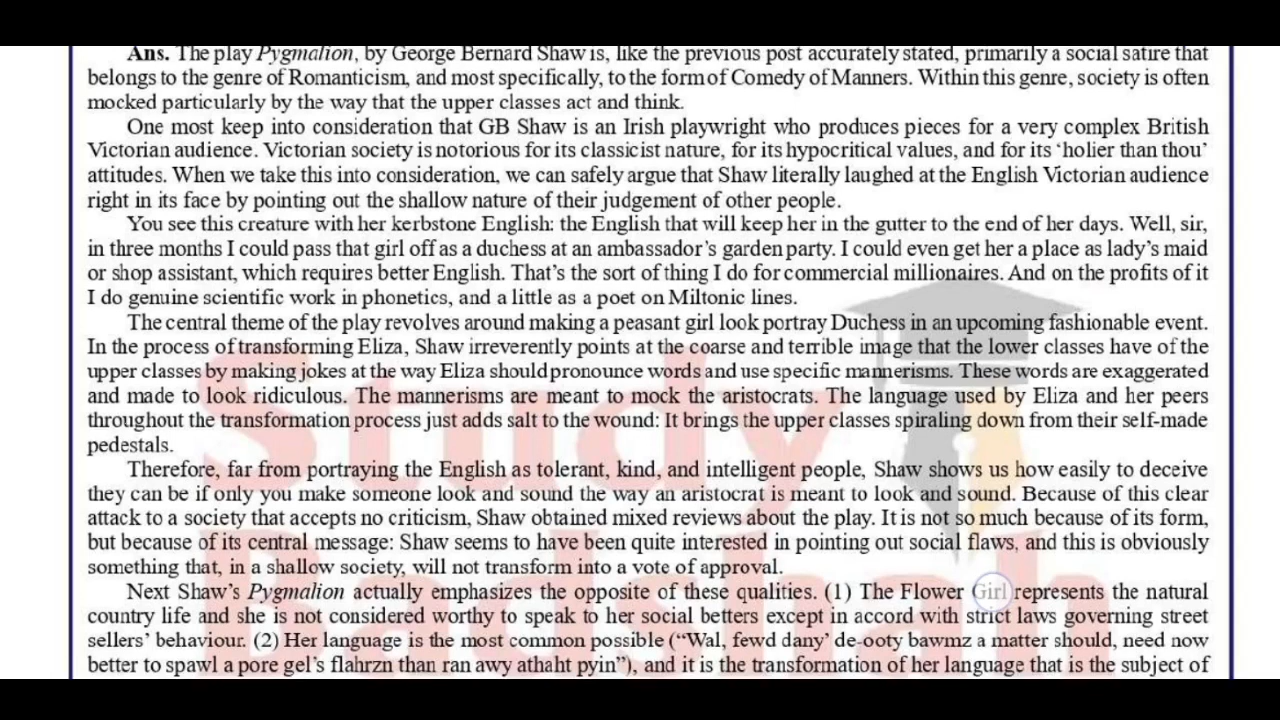 Ans. The play Pygmalion, by George Bernard Shaw is, like the previous post accurately stated, primarily a social satire that
belongs to the genre of Romanticism, and most specifically, to the form of Comedy of Manners. Within this genre, society is often
mocked particularly by the way that the upper classes act and think.
One most keep into consideration that GB Shaw is an Irish playwright who produces pieces for a very complex British
Victorian audience. Victorian society is notorious for its classicist nature, for its hypocritical values, and for its ‘holier than thou’
attitudes. When we take this into consideration, we can safely argue that Shaw literally laughed at the English Victorian audience
right in its face by pointing out the shallow nature of their judgement of other people.
You see this creature with her kerbstone English: the English that will keep her in the gutter to the end of her days. Well, sir,
in three months I could pass that girl off as a duchess at an ambassador’s garden party. I could even get her a place as lady’s maid
or shop assistant, which requires better English. That’s the sort of thing I do for commercial millionaires. And on the profits of it
I do genuine scientific work in phonetics, and a little as a poet on Miltonic lines.
The central theme of the play revolves around making a peasant girl look portray Duchess in an upcoming fashionable event.
In the process of transforming Eliza, Shaw irreverently points at the coarse and terrible image that the lower classes have of the
upper classes by making jokes at the way Eliza should pronounce words and use specific mannerisms. These words are exaggerated
and made to look ridiculous. The mannerisms are meant to mock the aristocrats. The language used by Eliza and her peers
throughout the transformation process just adds salt to the wound: It brings the upper classes spiraling down from their self-made
pedestals.
Therefore, far from portraying the English as tolerant, kind, and intelligent people, Shaw shows us how easily to deceive
they can be if only you make someone look and sound the way an aristocrat is meant to look and sound. Because of this clear
attack to a society that accepts no criticism, Shaw obtained mixed reviews about the play. It is not so much because of its form,
but because of its central message: Shaw seems to have been quite interested in pointing out social flaws, and this is obviously
something that, in a shallow society, will not transform into a vote of approval.
Next Shaw’s Pygmalion actually emphasizes the opposite of these qualities. (1) The Flower Girl represents the natural
country life and she is not considered worthy to speak to her social betters except in accord with strict laws governing street
sellers’ behaviour. (2) Her language is the most common possible (“Wal, fewd dany’ de-ooty bawmz a matter should, need now
better to spawl a pore gel’s flahrzn than ran awy athaht pyin”), and it is the transformation of her language that is the subject of
Study
Badshah